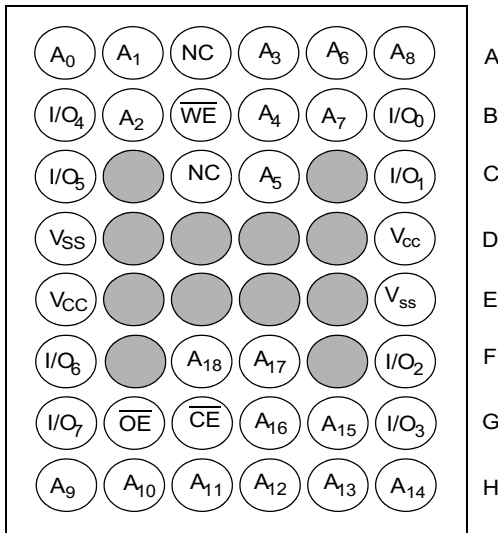 A0 A1 NC A3 A6 A8 A
I/O4 A2 WE A4 A7 I/O0 B
I/O5 NC A5 I/O1 C
VSS Vcc D
VCC Vss E
I/O6 A18 A17 I/O2 F
I/O7 OE CE A16 A15 I/O3 G
A9 A10 A11 A12 A13 A14 H